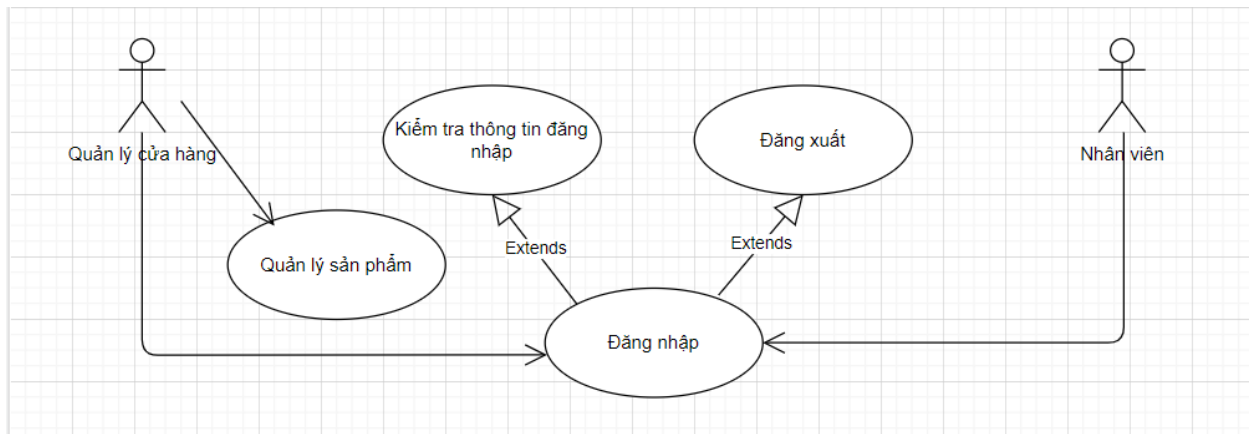 Quản lý cửa hàng
Kiểm tra thông tin đăng
nhập
Đăng xuất
Nhân viên
Quản lý sản phẩm
Extends
Extends
Đăng nhập